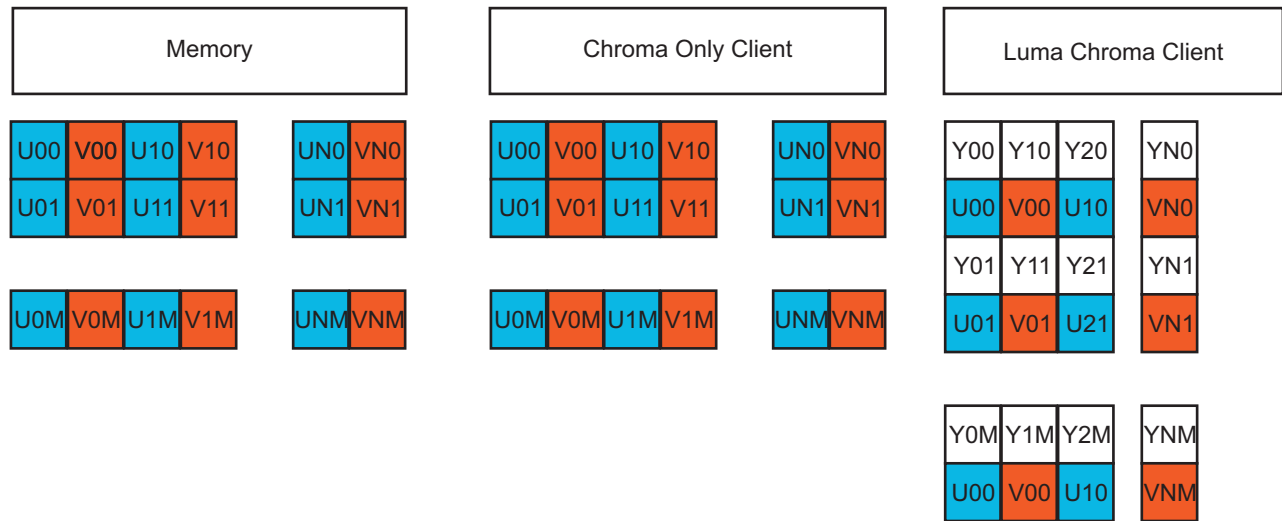 Memory Chroma Only Client Luma Chroma Client
U00 V00 U10 V10 UN0 VN0 U00 V00 U10 V10 UN0 VN0 Y00 Y10 Y20 YN0
U01 V01 U11 V11 UN1 VN1 U01 V01 U11 V11 UN1 VN1 U00 V00 U10 VN0
Y01 Y11 Y21 YN1
U0M V0M U1M V1M UNM VNM U0M V0M U1M V1M UNM VNM U01 V01 U21 VN1
Y0M Y1M Y2M YNM
U00 V00 U10 VNM